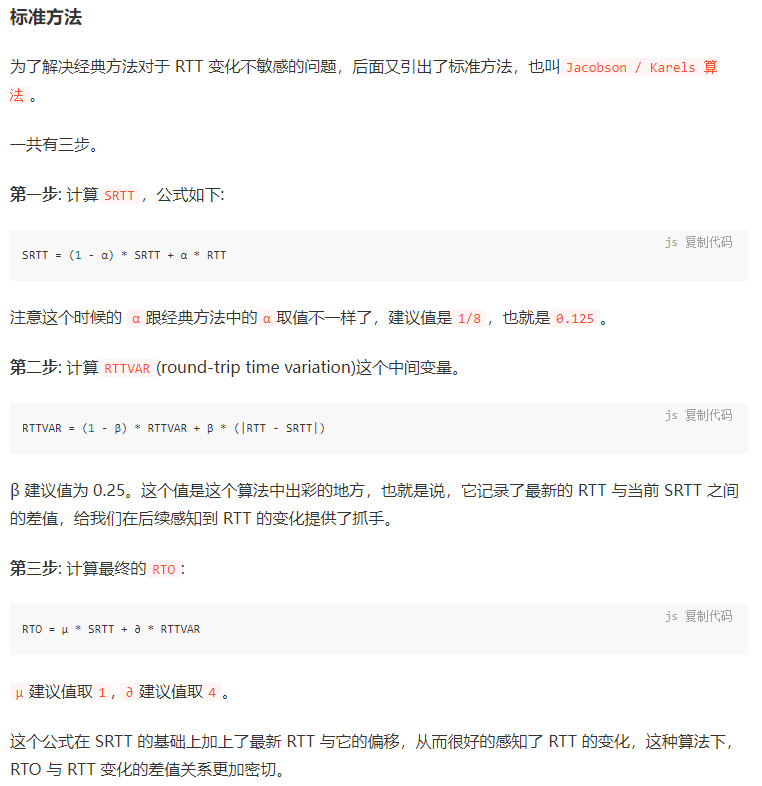 标准方法
为了解决经典方法对于 RTT 变化不敏感的问题，后面又引出了标准方法，也叫 Jacobson / Karels 算
法 。
一共有三步。
第一步: 计算 SRTT ，公式如下:
js 复制代码
SRTT = (1 - α) * SRTT + α * RTT
注意这个时候的 α 跟经典方法中的 α 取值不一样了，建议值是 1/8 ，也就是 0.125 。
第二步: 计算 RTTVAR (round-trip time variation)这个中间变量。
js 复制代码
RTTVAR = (1 - β) * RTTVAR + β * (|RTT - SRTT|)
β 建议值为 0.25。这个值是这个算法中出彩的地方，也就是说，它记录了最新的 RTT 与当前 SRTT 之间
的差值，给我们在后续感知到 RTT 的变化提供了抓手。
第三步: 计算最终的 RTO :
js 复制代码
RTO = µ * SRTT + ∂ * RTTVAR
µ 建议值取 1 , ∂ 建议值取 4 。
这个公式在 SRTT 的基础上加上了最新 RTT 与它的偏移，从而很好的感知了 RTT 的变化，这种算法下，
RTO 与 RTT 变化的差值关系更加密切。